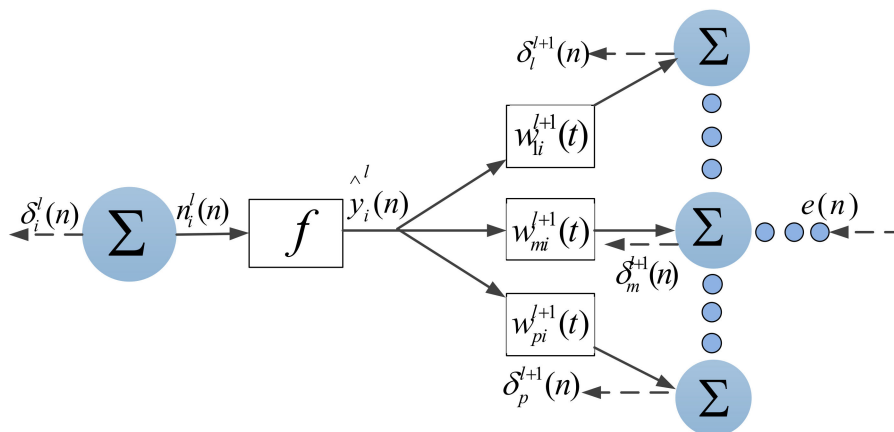 δ_l^{l+1}(n)
Σ
w_{1i}^{l+1}(t)
δ_i^l(n)
Σ
n_i^l(n)
f
ŷ_i^l(n)
w_{mi}^{l+1}(t)
Σ
e(n)
δ_m^{l+1}(n)
w_{pi}^{l+1}(t)
δ_p^{l+1}(n)
Σ